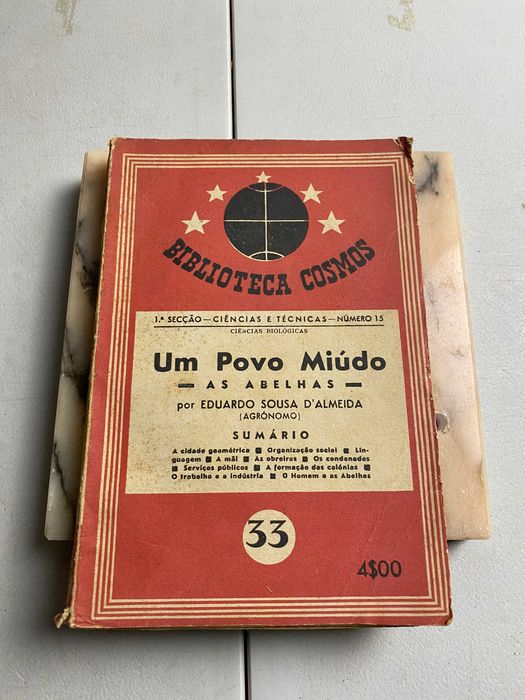 BIBLIOTECA COSMOS
1.ª SECÇÃO — CIÊNCIAS E TÉCNICAS — NÚMERO 15
CIÊNCIAS BIOLÓGICAS
Um Povo Miúdo
— AS ABELHAS —
por EDUARDO SOUSA D'ALMEIDA
(AGRÓNOMO)
SUMÁRIO
A cidade geométrica ■ Organização social ■ Lin-
guagem ■ A mãi ■ As obreiras ■ Os condenados
■ Serviços públicos ■ A formação das colónias ■
O trabalho e a indústria ■ O Homem e as Abelhas
33
4$00